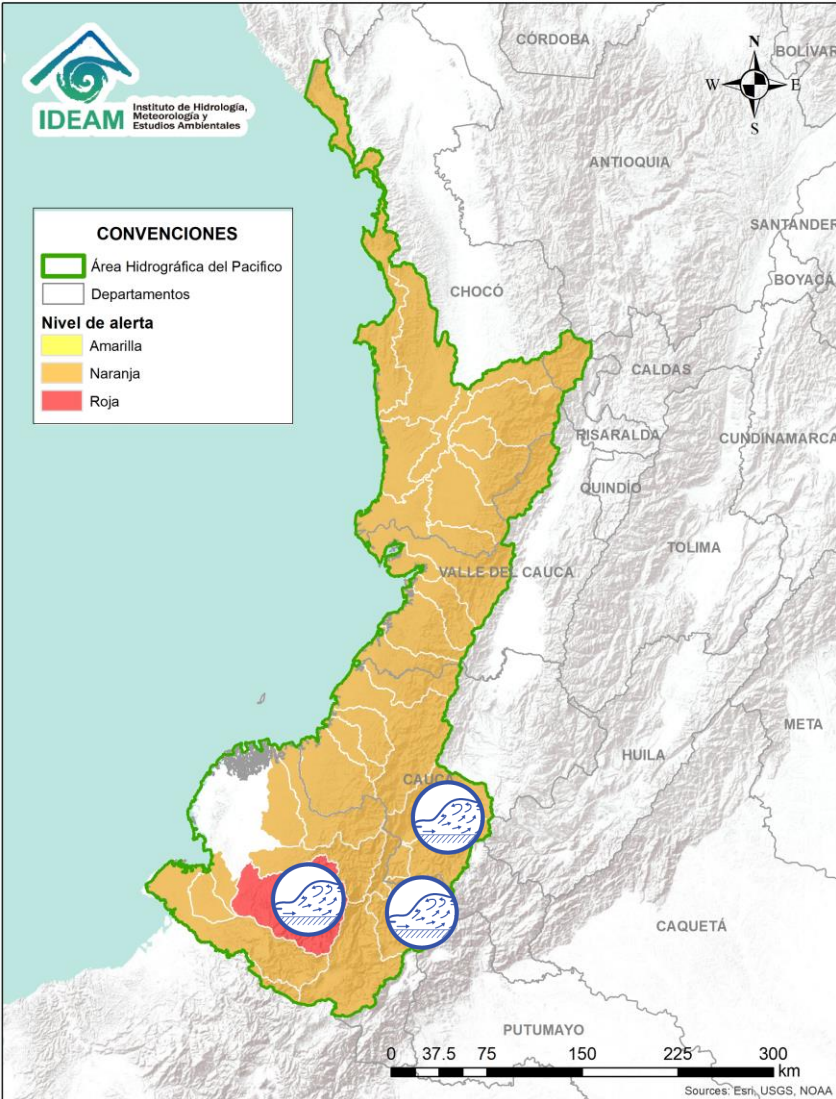 IDEAM
Instituto de Hidrología,
Meteorología y
Estudios Ambientales
CÓRDOBA
BOLÍVAR
N
W
E
S
ANTIOQUIA
SANTANDER
BOYACÁ
CONVENCIONES
Área Hidrográfica del Pacifico
Departamentos
Nivel de alerta
Amarilla
Naranja
Roja
CHOCÓ
CALDAS
RISARALDA
CUNDINAMARCA
QUINDÍO
TOLIMA
VALLE DEL CAUCA
META
HUILA
CAUCA
CAQUETÁ
PUTUMAYO
0 37.5 75 150 225 300
km
Sources: Esri, USGS, NOAA